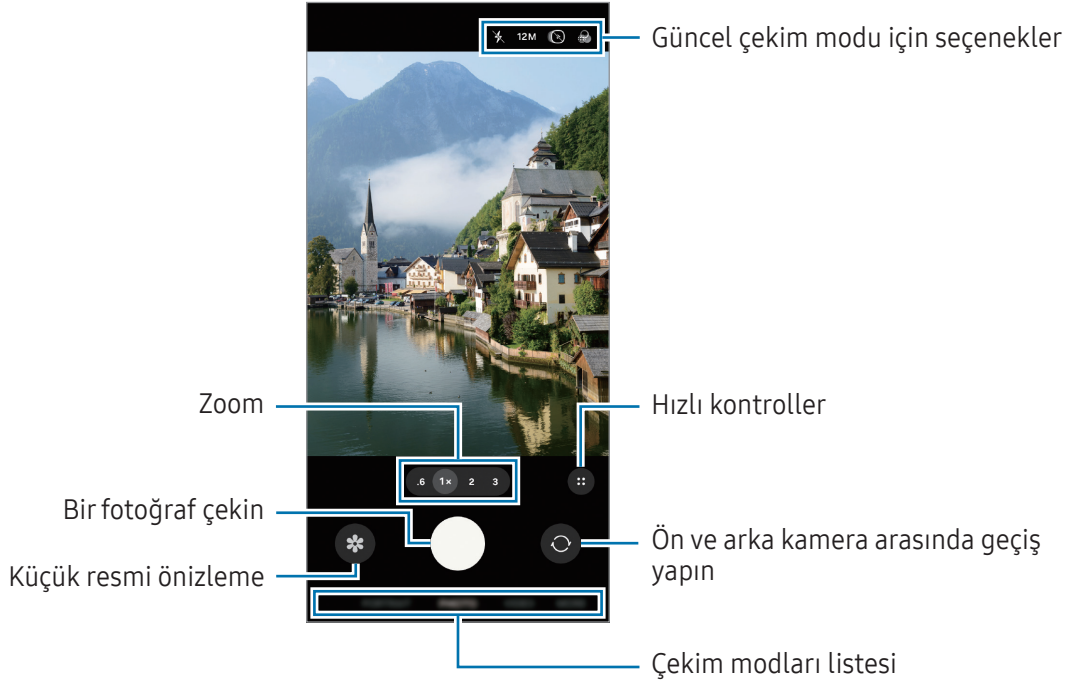 12M
Güncel çekim modu için seçenekler
Zoom
Hızlı kontroller
.6 1× 2 3
Bir fotoğraf çekin
Ön ve arka kamera arasında geçiş
yapın
Küçük resmi önizleme
PHOTO
Çekim modları listesi